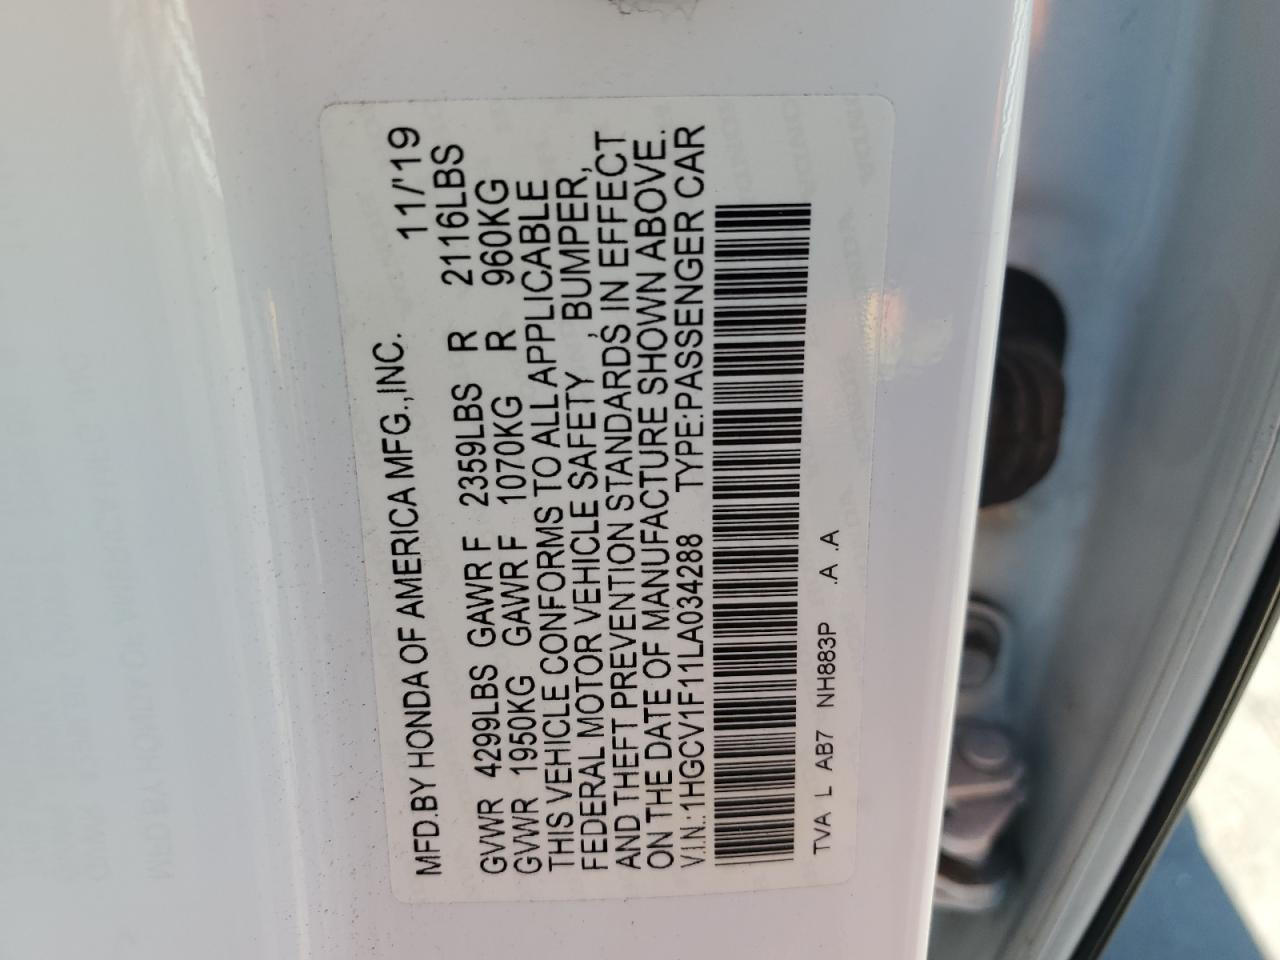 MFD.BY HONDA OF AMERICA MFG.,INC. 11/'19
GVWR 4299LBS GAWR F 2359LBS R 2116LBS
GVWR 1950KG GAWR F 1070KG R 960KG
THIS VEHICLE CONFORMS TO ALL APPLICABLE
FEDERAL MOTOR VEHICLE SAFETY , BUMPER,
AND THEFT PREVENTION STANDARDS IN EFFECT
ON THE DATE OF MANUFACTURE SHOWN ABOVE.
V.I.N.:1HGCV1F11LA034288 TYPE:PASSENGER CAR
TVA L AB7 NH883P .A .A